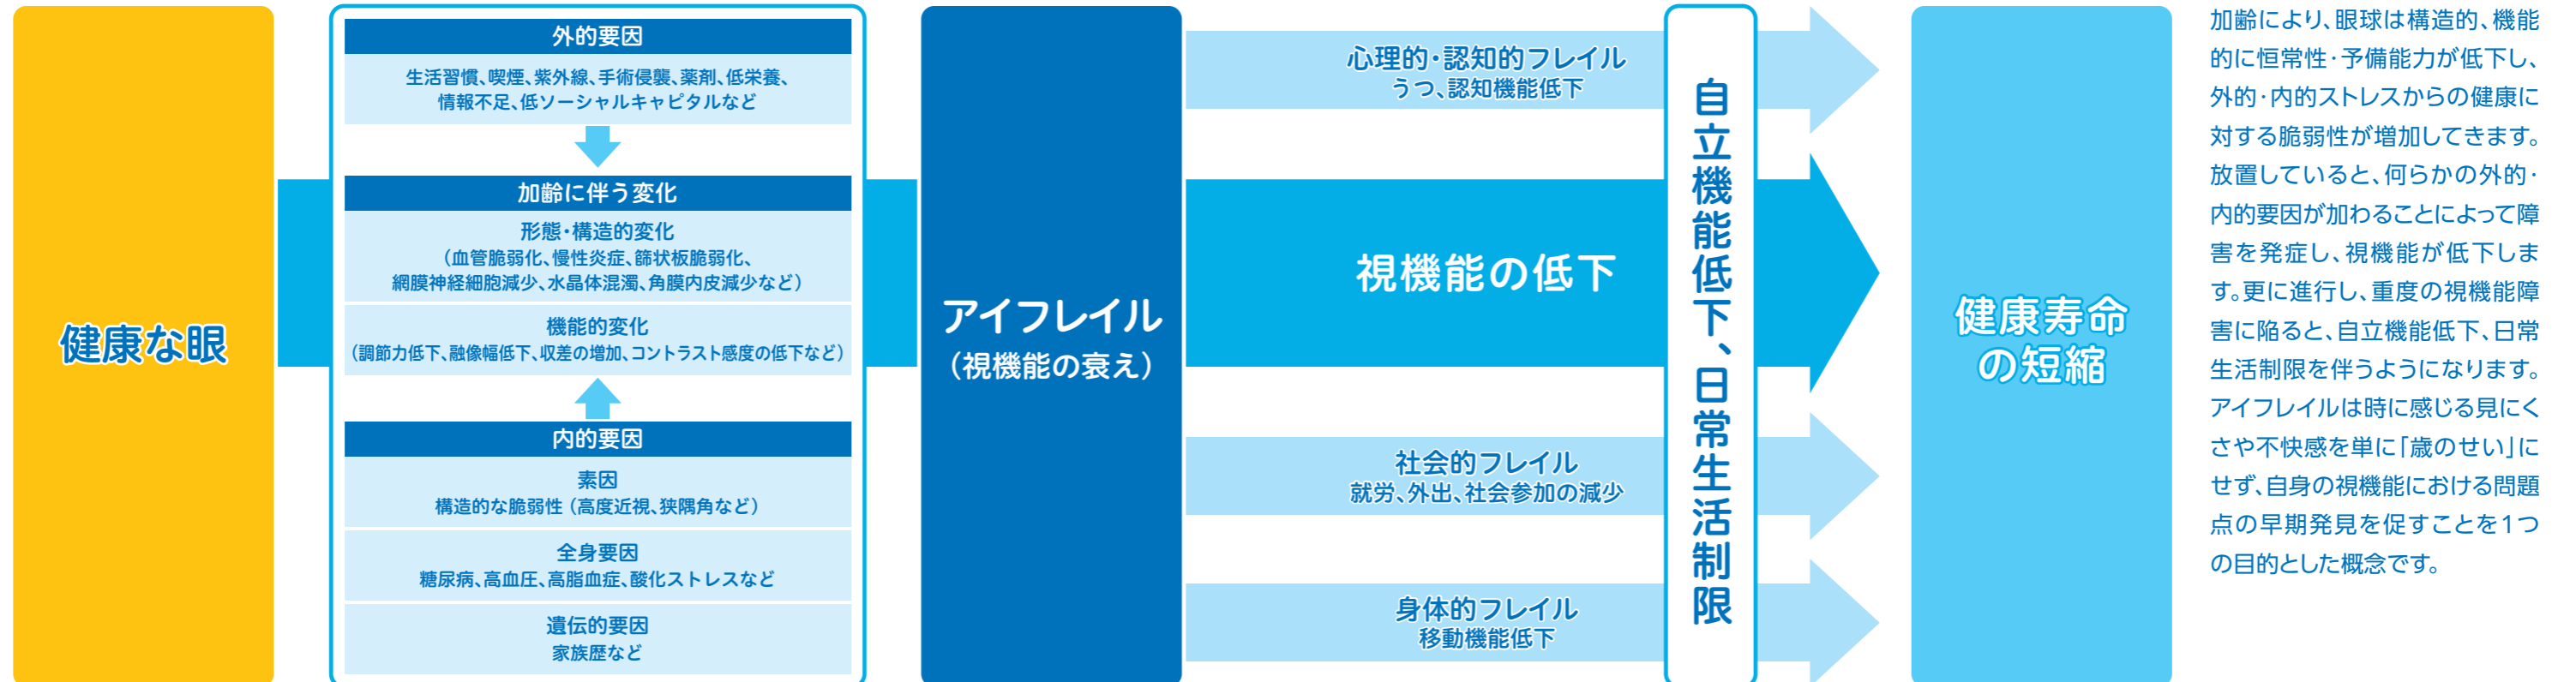 健康な眼
外的要因
生活習慣、喫煙、紫外線、手術侵襲、薬剤、低栄養、
情報不足、低ソーシャルキャピタルなど
加齢に伴う変化
形態・構造的変化
（血管脆弱化、慢性炎症、篩状板脆弱化、
網膜神経細胞減少、水晶体混濁、角膜内皮減少など）
機能的変化
（調節力低下、融像幅低下、収差の増加、コントラスト感度の低下など）
内的要因
素因
構造的な脆弱性（高度近視、狭隅角など）
全身要因
糖尿病、高血圧、高脂血症、酸化ストレスなど
遺伝的要因
家族歴など
アイフレイル
（視機能の衰え）
心理的・認知的フレイル
うつ、認知機能低下
視機能の低下
社会的フレイル
就労、外出、社会参加の減少
身体的フレイル
移動機能低下
自立機能低下、日常生活制限
健康寿命
の短縮
加齢により、眼球は構造的、機能
的に恒常性・予備能力が低下し、
外的・内的ストレスからの健康に
対する脆弱性が増加してきます。
放置していると、何らかの外的・
内的要因が加わることによって障
害を発症し、視機能が低下しま
す。更に進行し、重度の視機能障
害に陥ると、自立機能低下、日常
生活制限を伴うようになります。
アイフレイルは時に感じる見にく
さや不快感を単に「歳のせい」に
せず、自身の視機能における問題
点の早期発見を促すことを1つ
の目的とした概念です。